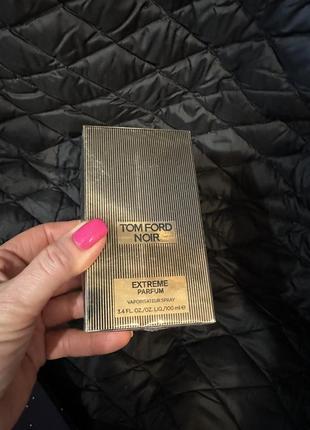 TOM FORD
NOIR
EXTREME
PARFUM
VAPORISATEUR SPRAY
3.4 FL.OZ./OZ.LIQ./100 ml ℮